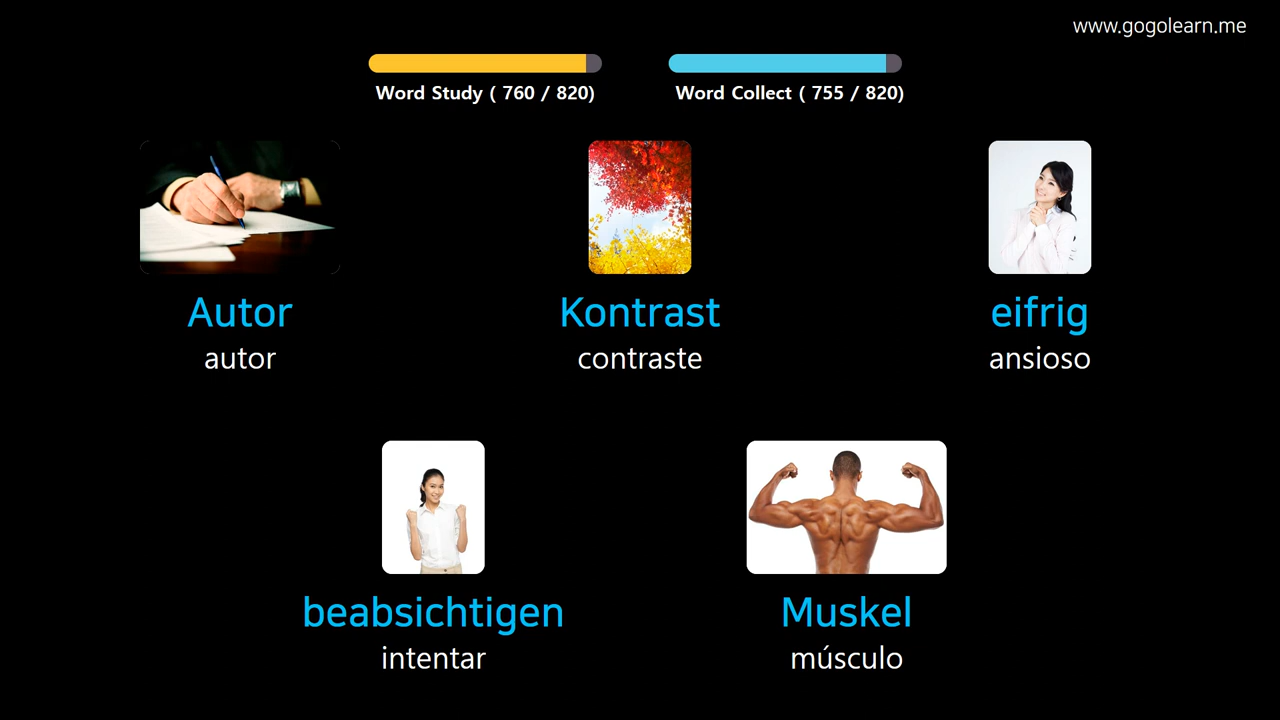 www.gogolearn.me
Word Study ( 760 / 820)
Word Collect ( 755 / 820)
Autor
autor
Kontrast
contraste
eifrig
ansioso
beabsichtigen
intentar
Muskel
músculo